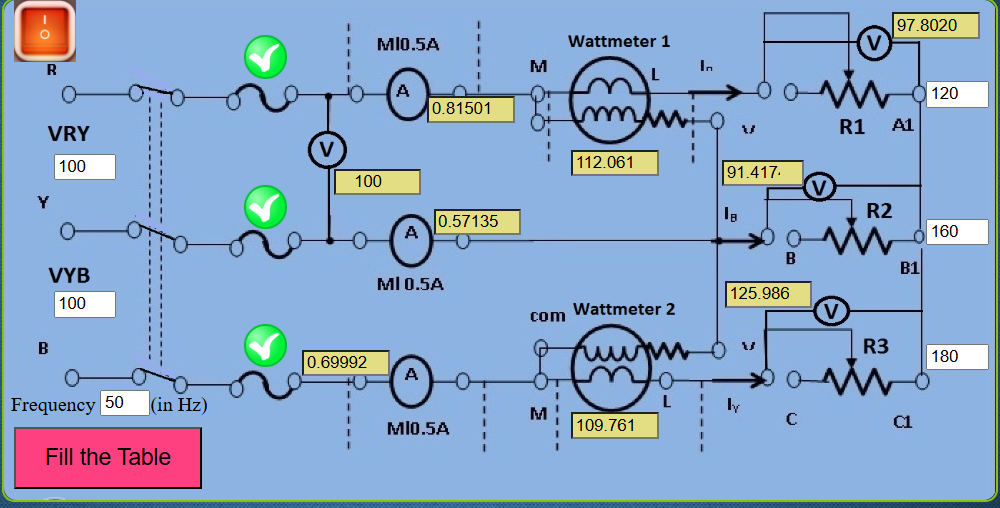 I
O
R
VRY
100
Y
VYB
100
B
Frequency 50 (in Hz)
Fill the Table
MI0.5A
A
0.81501
V
100
A
0.57135
MI 0.5A
0.69992
A
MI0.5A
Wattmeter 1
M
L
112.061
com
Wattmeter 2
M
L
109.761
V
97.8020
120
R1
A1
91.417
V
R2
I_B
B
B1
160
125.986
V
R3
180
I_Y
C
C1